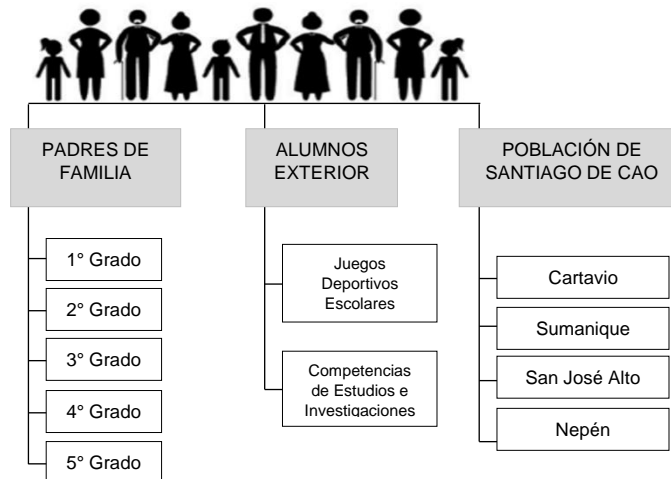 PADRES DE
FAMILIA
1° Grado
2° Grado
3° Grado
4° Grado
5° Grado
ALUMNOS
EXTERIOR
Juegos
Deportivos
Escolares
Competencias
de Estudios e
Investigaciones
POBLACIÓN DE
SANTIAGO DE CAO
Cartavio
Sumanique
San José Alto
Nepén